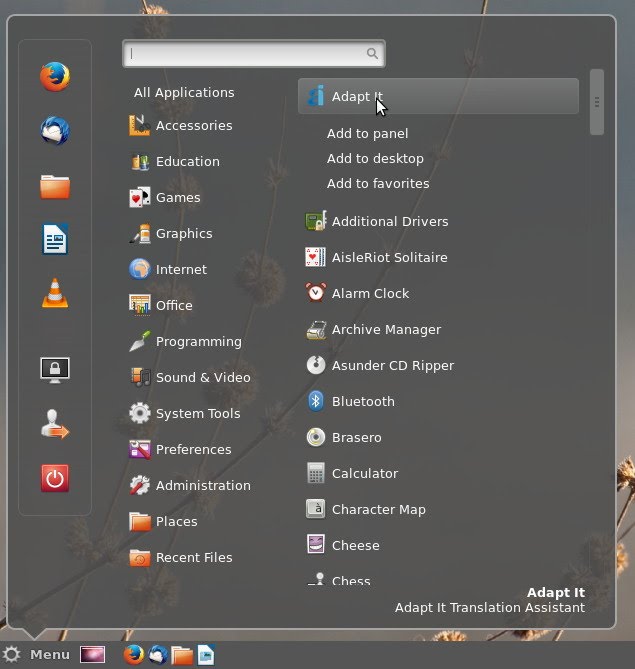 All Applications
Accessories
Education
Games
Graphics
Internet
Office
Programming
Sound & Video
System Tools
Preferences
Administration
Places
Recent Files
Adapt It
Add to panel
Add to desktop
Add to favorites
Additional Drivers
AisleRiot Solitaire
Alarm Clock
Archive Manager
Asunder CD Ripper
Bluetooth
Brasero
Calculator
Character Map
Cheese
Chess
Adapt It
Adapt It Translation Assistant
Menu